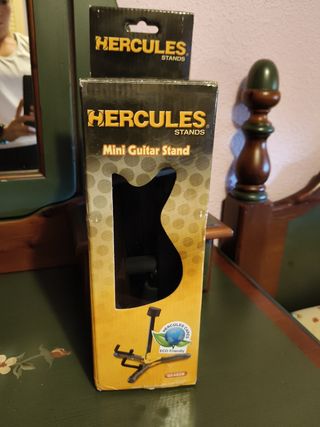 HERCULES
STANDS
HERCULES
STANDS
Mini Guitar Stand
HERCULES CARES
ECO Friendly